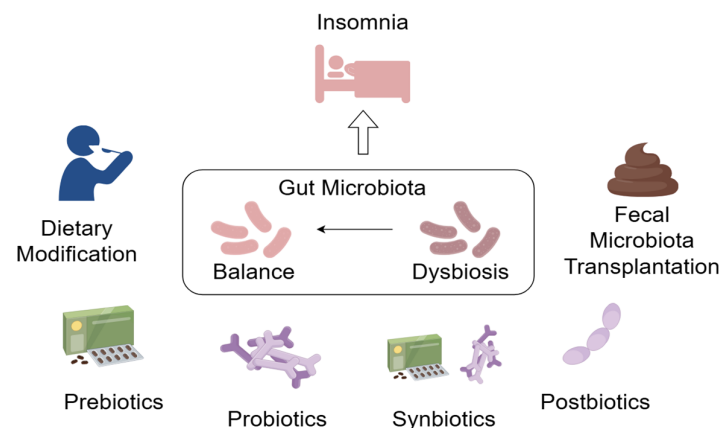 Insomnia
Gut Microbiota
Balance
Dysbiosis
Dietary
Modification
Fecal
Microbiota
Transplantation
Prebiotics
Probiotics
Synbiotics
Postbiotics